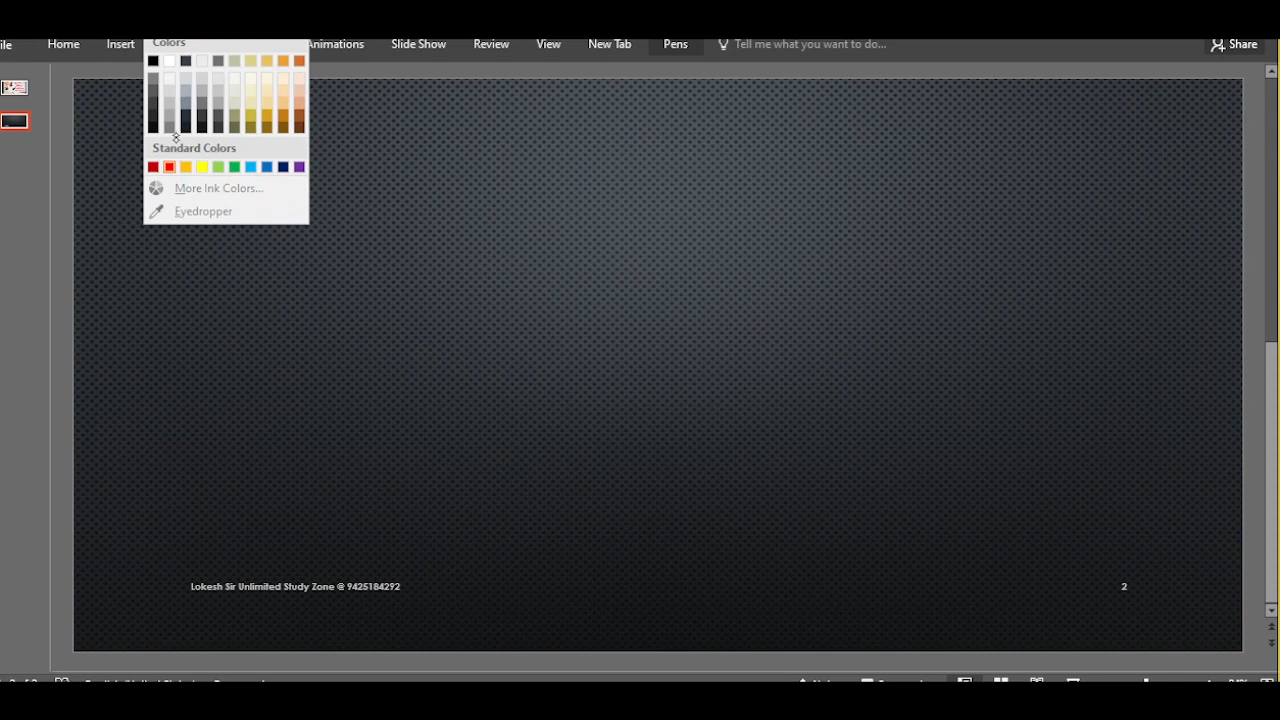 Home Insert Animations Slide Show Review View New Tab Pens Tell me what you want to do... Share
Colors
Standard Colors
More Ink Colors...
Eyedropper
Lokesh Sir Unlimited Study Zone @ 9425184292
2